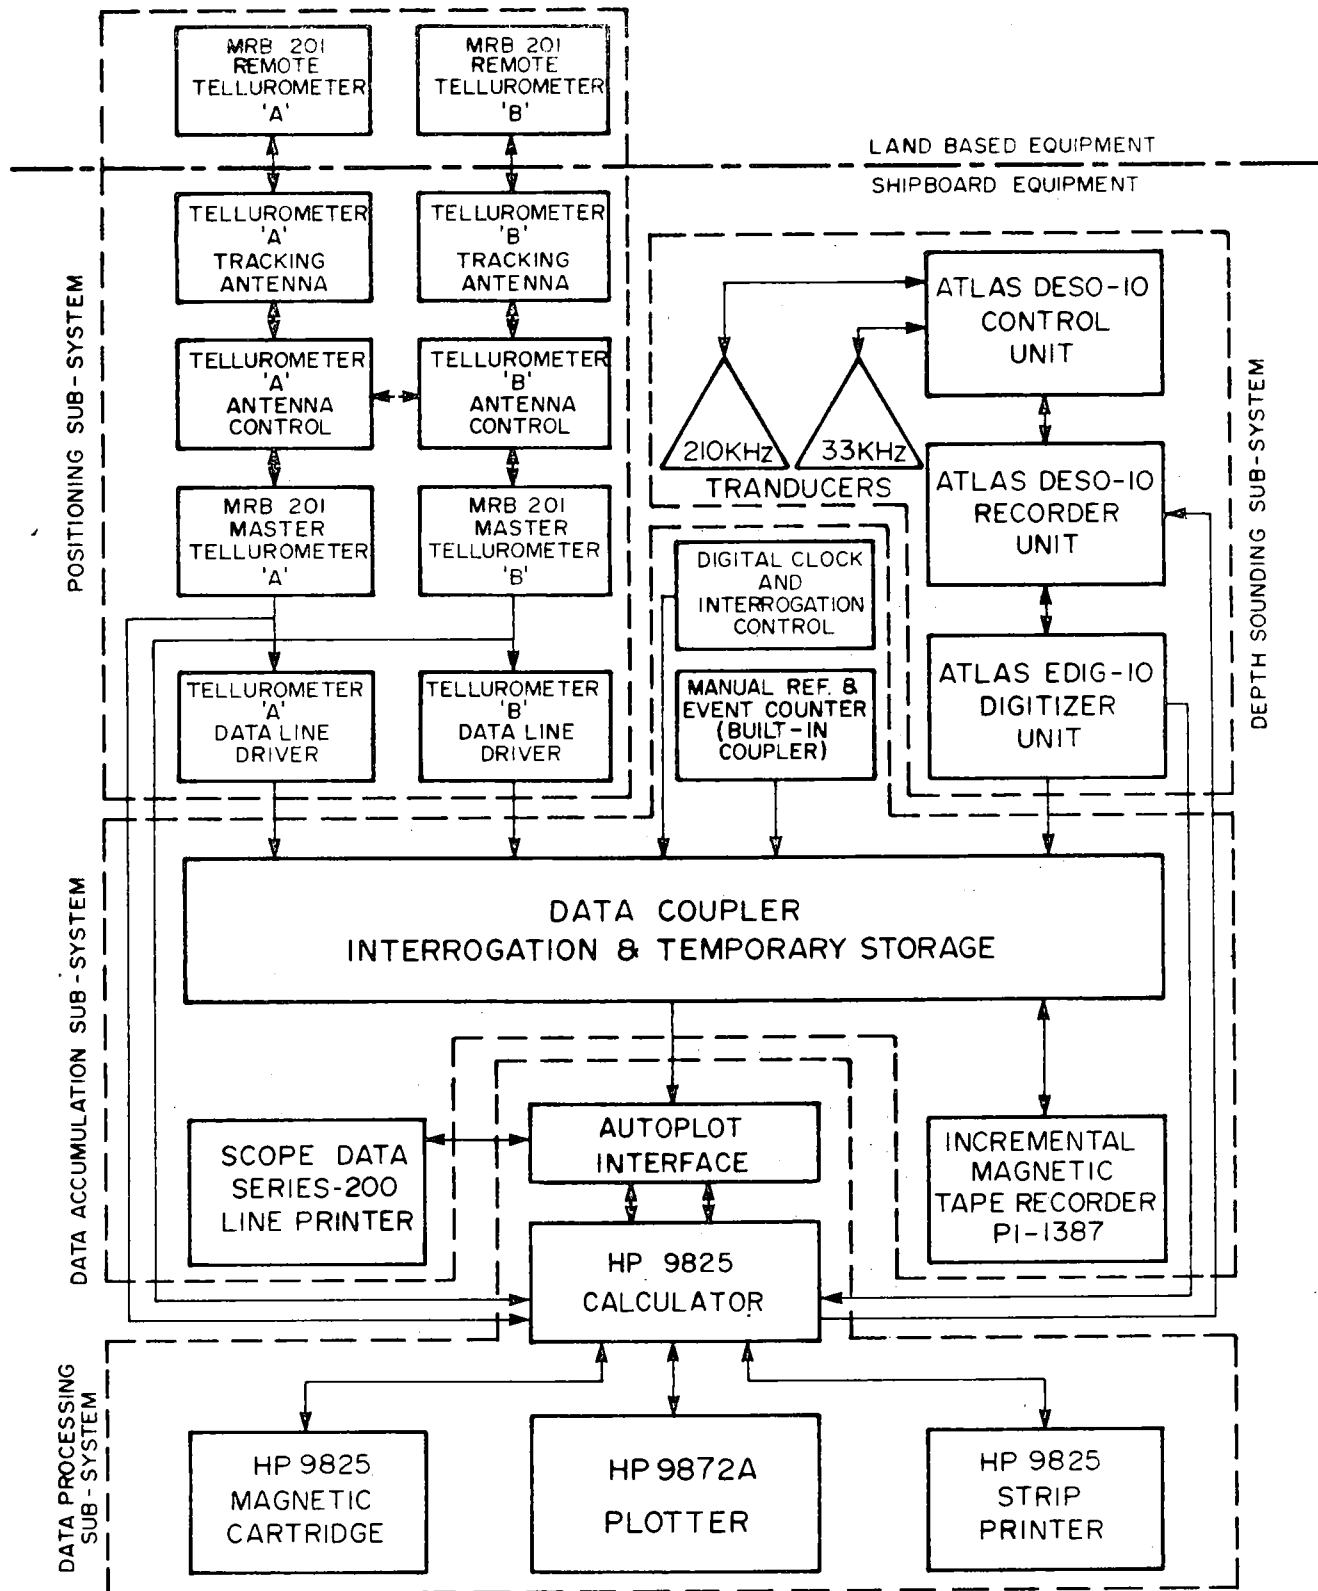 MRB 201
REMOTE
TELLUROMETER
'A'
MRB 201
REMOTE
TELLUROMETER
'B'
LAND BASED EQUIPMENT
SHIPBOARD EQUIPMENT
POSITIONING SUB-SYSTEM
TELLUROMETER
'A'
TRACKING
ANTENNA
TELLUROMETER
'B'
TRACKING
ANTENNA
TELLUROMETER
'A'
ANTENNA
CONTROL
TELLUROMETER
'B'
ANTENNA
CONTROL
MRB 201
MASTER
TELLUROMETER
'A'
MRB 201
MASTER
TELLUROMETER
'B'
TELLUROMETER
'A'
DATA LINE
DRIVER
TELLUROMETER
'B'
DATA LINE
DRIVER
DEPTH SOUNDING SUB-SYSTEM
ATLAS DESO-10
CONTROL
UNIT
210KHz
33KHz
TRANDUCERS
ATLAS DESO-10
RECORDER
UNIT
ATLAS EDIG-10
DIGITIZER
UNIT
DIGITAL CLOCK
AND
INTERROGATION
CONTROL
MANUAL REF. &
EVENT COUNTER
(BUILT-IN
COUPLER)
DATA ACCUMULATION SUB-SYSTEM
DATA COUPLER
INTERROGATION & TEMPORARY STORAGE
SCOPE DATA
SERIES-200
LINE PRINTER
AUTOPLOT
INTERFACE
INCREMENTAL
MAGNETIC
TAPE RECORDER
PI-1387
HP 9825
CALCULATOR
DATA PROCESSING
SUB-SYSTEM
HP 9825
MAGNETIC
CARTRIDGE
HP 9872A
PLOTTER
HP 9825
STRIP
PRINTER